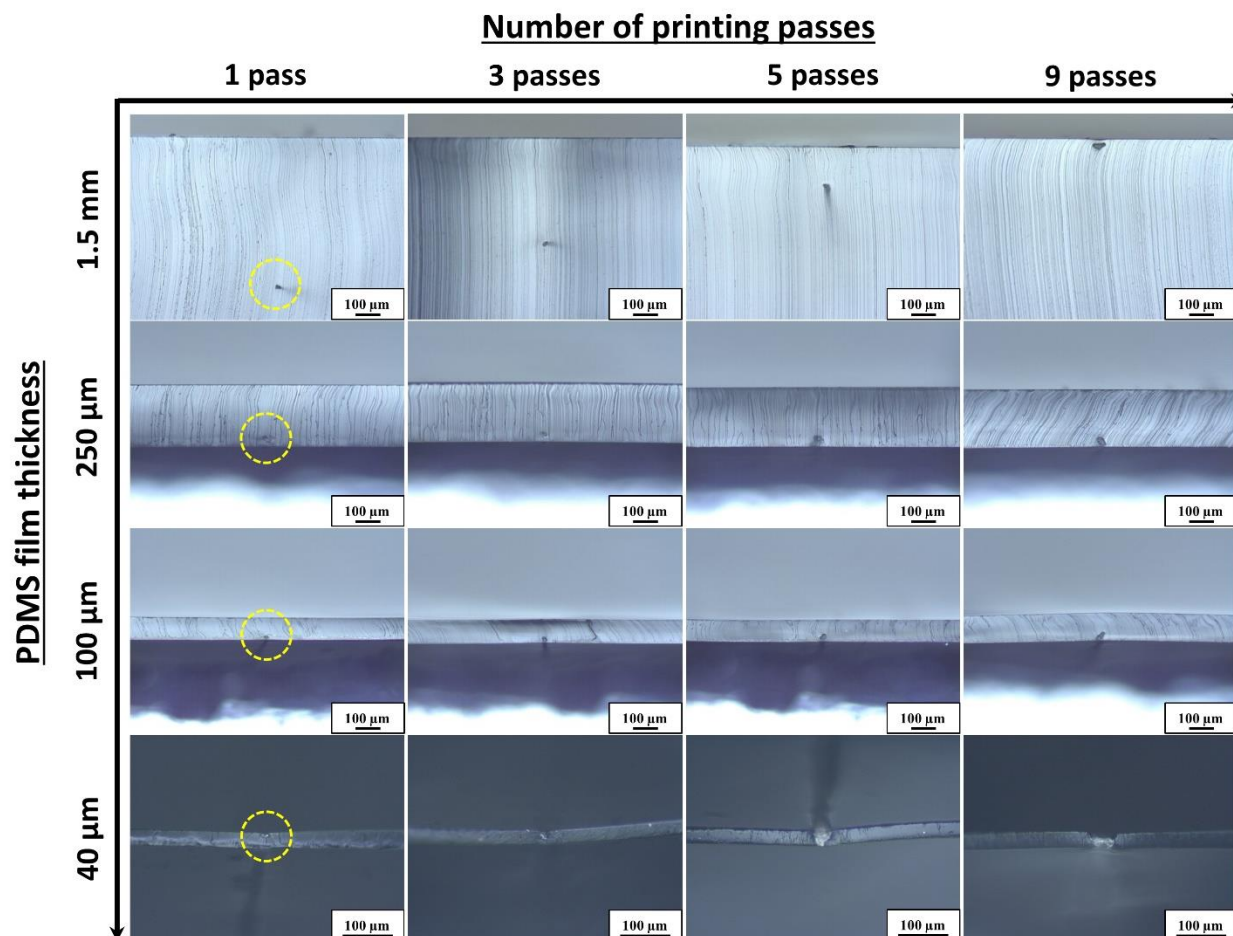 Number of printing passes
1 pass 3 passes 5 passes 9 passes
PDMS film thickness
1.5 mm
100 µm 100 µm 100 µm 100 µm
250 µm
100 µm 100 µm 100 µm 100 µm
100 µm
100 µm 100 µm 100 µm 100 µm
40 µm
100 µm 100 µm 100 µm 100 µm